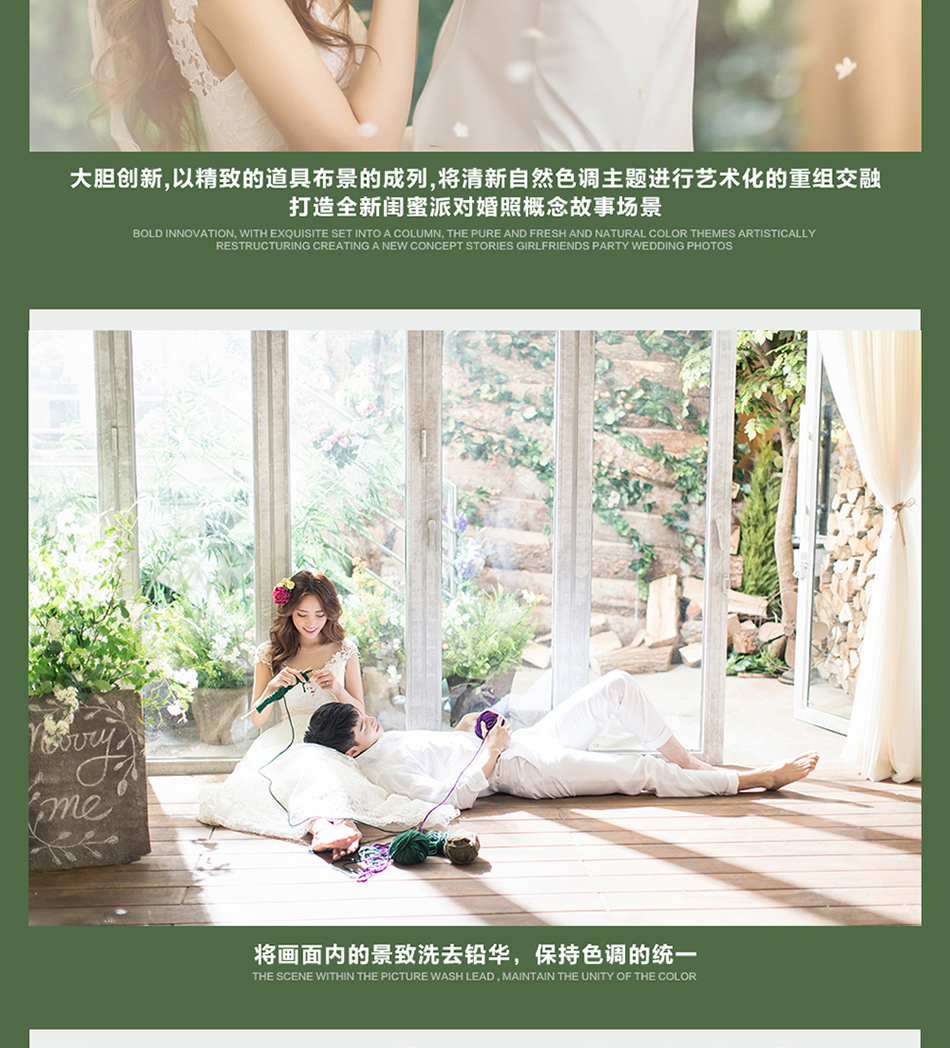 大胆创新,以精致的道具布景的成列,将清新自然色调主题进行艺术化的重组交融
打造全新闺蜜派对婚照概念故事场景
BOLD INNOVATION, WITH EXQUISITE SET INTO A COLUMN, THE PURE AND FRESH AND NATURAL COLOR THEMES ARTISTICALLY
RESTRUCTURING CREATING A NEW CONCEPT STORIES GIRLFRIENDS PARTY WEDDING PHOTOS
me
将画面内的景致洗去铅华，保持色调的统一
THE SCENE WITHIN THE PICTURE WASH LEAD , MAINTAIN THE UNITY OF THE COLOR